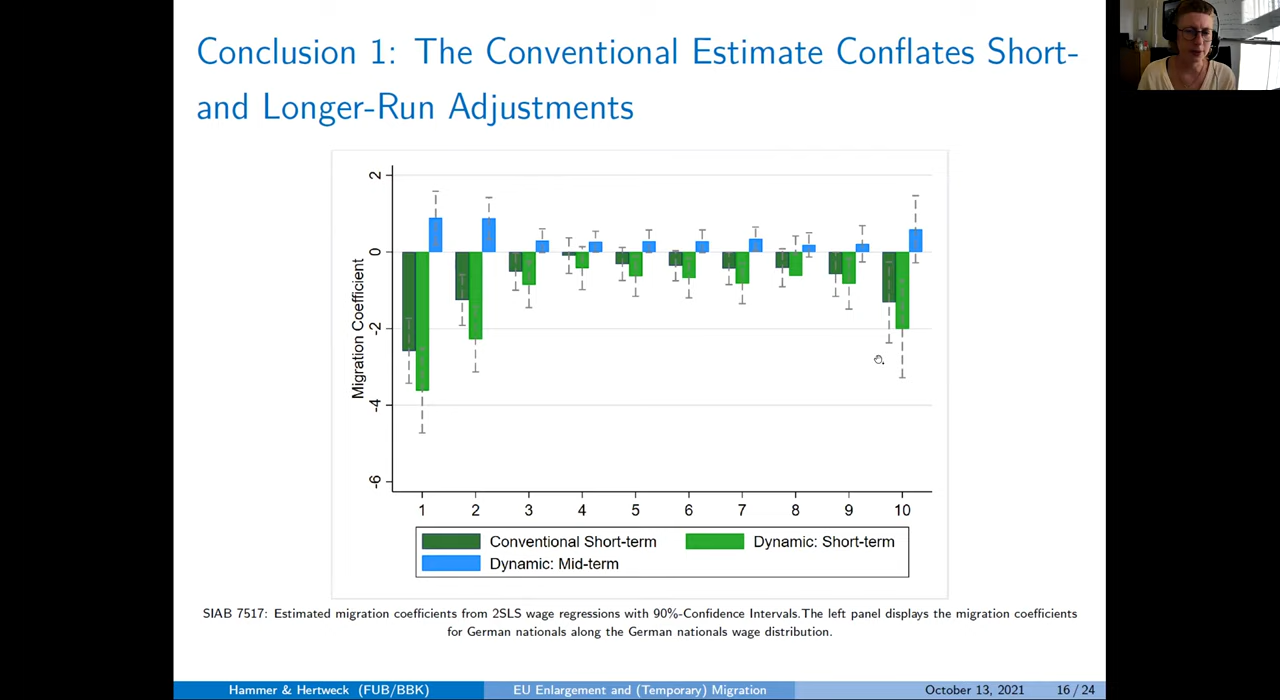 Conclusion 1: The Conventional Estimate Conflates Short-
and Longer-Run Adjustments
2
0
-2
-4
-6
Migration Coefficient
1 2 3 4 5 6 7 8 9 10
Conventional Short-term Dynamic: Short-term
Dynamic: Mid-term
SIAB 7517: Estimated migration coefficients from 2SLS wage regressions with 90%-Confidence Intervals.The left panel displays the migration coefficients
for German nationals along the German nationals wage distribution.
Hammer & Hertweck (FUB/BBK) EU Enlargement and (Temporary) Migration October 13, 2021 16 / 24